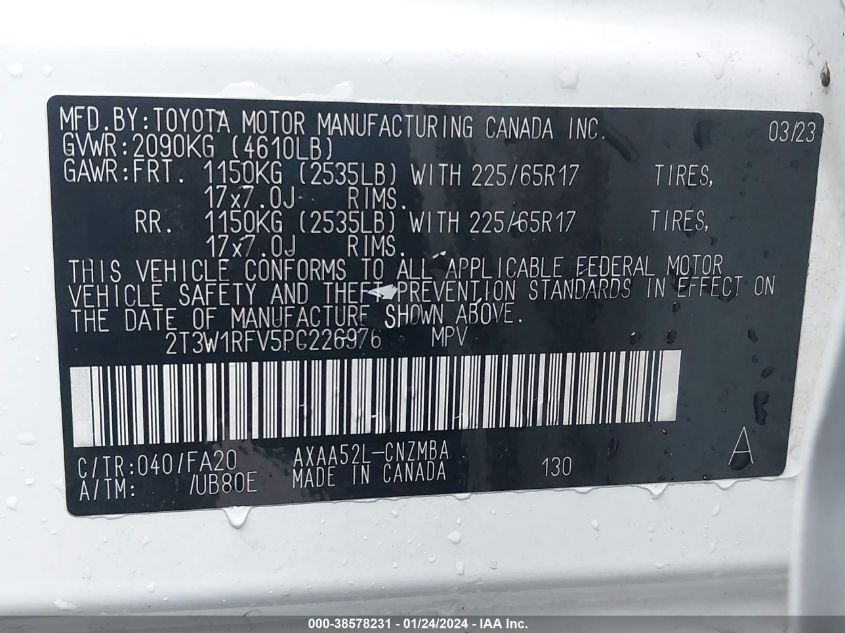 MFD.BY:TOYOTA MOTOR MANUFACTURING CANADA INC. 03/23
GVWR:2090KG (4610LB)
GAWR:FRT. 1150KG (2535LB) WITH 225/65R17 TIRES,
17x7.0J RIMS.
RR. 1150KG (2535LB) WITH 225/65R17 TIRES,
17x7.0J RIMS.
THIS VEHICLE CONFORMS TO ALL APPLICABLE FEDERAL MOTOR
VEHICLE SAFETY AND THEFT PREVENTION STANDARDS IN EFFECT ON
THE DATE OF MANUFACTURE SHOWN ABOVE.
2T3W1RFV5PC226976 MPV
C/TR:040/FA20 AXAA52L-CNZMBA A
A/TM: /UB80E MADE IN CANADA 130
000-38578231 - 01/24/2024 - IAA Inc.